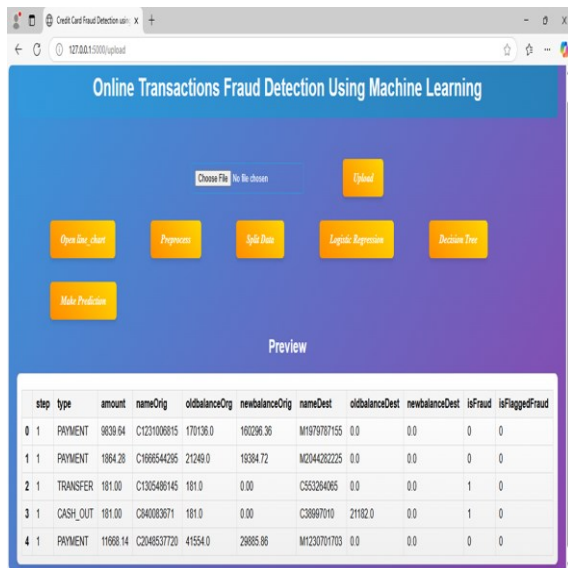 Credit Card Fraud Detection using
127.0.0.1:5000/upload
Online Transactions Fraud Detection Using Machine Learning
Choose File No file chosen Upload
Open line_chart Preprocess Split Data Logistic Regression Decision Tree
Make Prediction
Preview
step type amount nameOrig oldbalanceOrg newbalanceOrig nameDest oldbalanceDest newbalanceDest isFraud isFlaggedFraud
0 1 PAYMENT 9839.64 C1231006815 170136.0 160296.36 M1979787155 0.0 0.0 0 0
1 1 PAYMENT 1864.28 C1666544295 21249.0 19384.72 M2044282225 0.0 0.0 0 0
2 1 TRANSFER 181.00 C1305486145 181.0 0.00 C553264065 0.0 0.0 1 0
3 1 CASH_OUT 181.00 C840083671 181.0 0.00 C38997010 21182.0 0.0 1 0
4 1 PAYMENT 11668.14 C2048537720 41554.0 29885.86 M1230701703 0.0 0.0 0 0